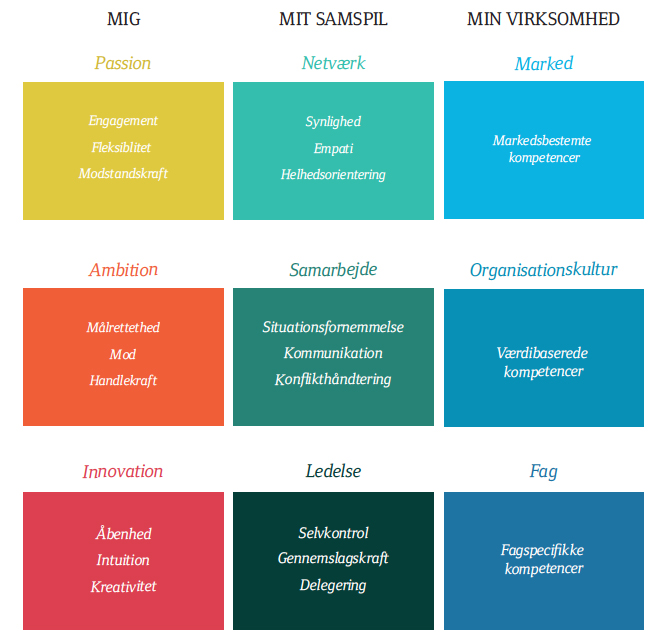 MIG MIT SAMSPIL MIN VIRKSOMHED
Passion Netværk Marked
Engagement
Fleksiblitet
Modstandskraft
Synlighed
Empati
Helhedsorientering
Markedsbestemte
kompetencer
Ambition Samarbejde Organisationskultur
Målrettethed
Mod
Handlekraft
Situationsfornemmelse
Kommunikation
Konflikthåndtering
Værdibaserede
kompetencer
Innovation Ledelse Fag
Åbenhed
Intuition
Kreativitet
Selvkontrol
Gennemslagskraft
Delegering
Fagspecifikke
kompetencer